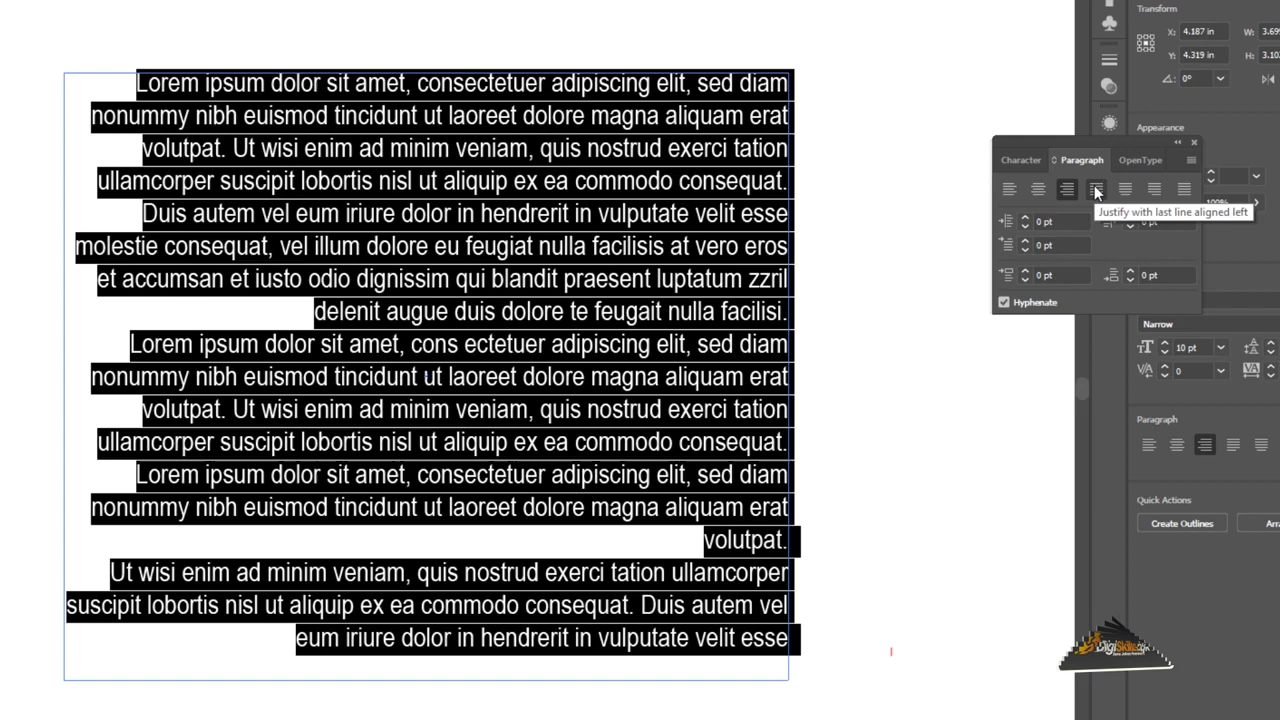 Lorem ipsum dolor sit amet, consectetuer adipiscing elit, sed diam
nonummy nibh euismod tincidunt ut laoreet dolore magna aliquam erat
volutpat. Ut wisi enim ad minim veniam, quis nostrud exerci tation
ullamcorper suscipit lobortis nisl ut aliquip ex ea commodo consequat.
Duis autem vel eum iriure dolor in hendrerit in vulputate velit esse
molestie consequat, vel illum dolore eu feugiat nulla facilisis at vero eros
et accumsan et iusto odio dignissim qui blandit praesent luptatum zzril
delenit augue duis dolore te feugait nulla facilisi.
Lorem ipsum dolor sit amet, cons ectetuer adipiscing elit, sed diam
nonummy nibh euismod tincidunt ut laoreet dolore magna aliquam erat
volutpat. Ut wisi enim ad minim veniam, quis nostrud exerci tation
ullamcorper suscipit lobortis nisl ut aliquip ex ea commodo consequat.
Lorem ipsum dolor sit amet, consectetuer adipiscing elit, sed diam
nonummy nibh euismod tincidunt ut laoreet dolore magna aliquam erat
volutpat.
Ut wisi enim ad minim veniam, quis nostrud exerci tation ullamcorper
suscipit lobortis nisl ut aliquip ex ea commodo consequat. Duis autem vel
eum iriure dolor in hendrerit in vulputate velit esse
Transform
X: 4.187 in W:
Y: 4.319 in H:
0°
Appearance
Character Paragraph OpenType
Justify with last line aligned left
0 pt 0 pt
0 pt
0 pt 0 pt
Hyphenate
Narrow
10 pt
0
Paragraph
Quick Actions
Create Outlines
DigiSkills